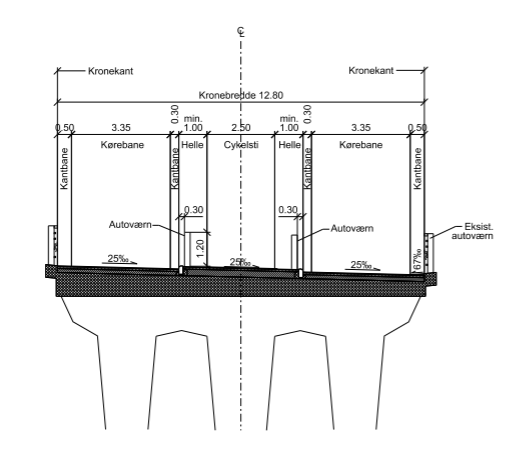 ℄
Kronekant
Kronekant
Kronebredde 12.80
0.50
3.35
0.30
min.
1.00
2.50
min.
1.00
0.30
3.35
0.50
Kantbane
Kørebane
Kantbane
Helle
Cykelsti
Helle
Kantbane
Kørebane
Kantbane
0.30
0.30
Autoværn
1.20
Autoværn
Eksist.
autoværn
25‰
25‰
25‰
67‰